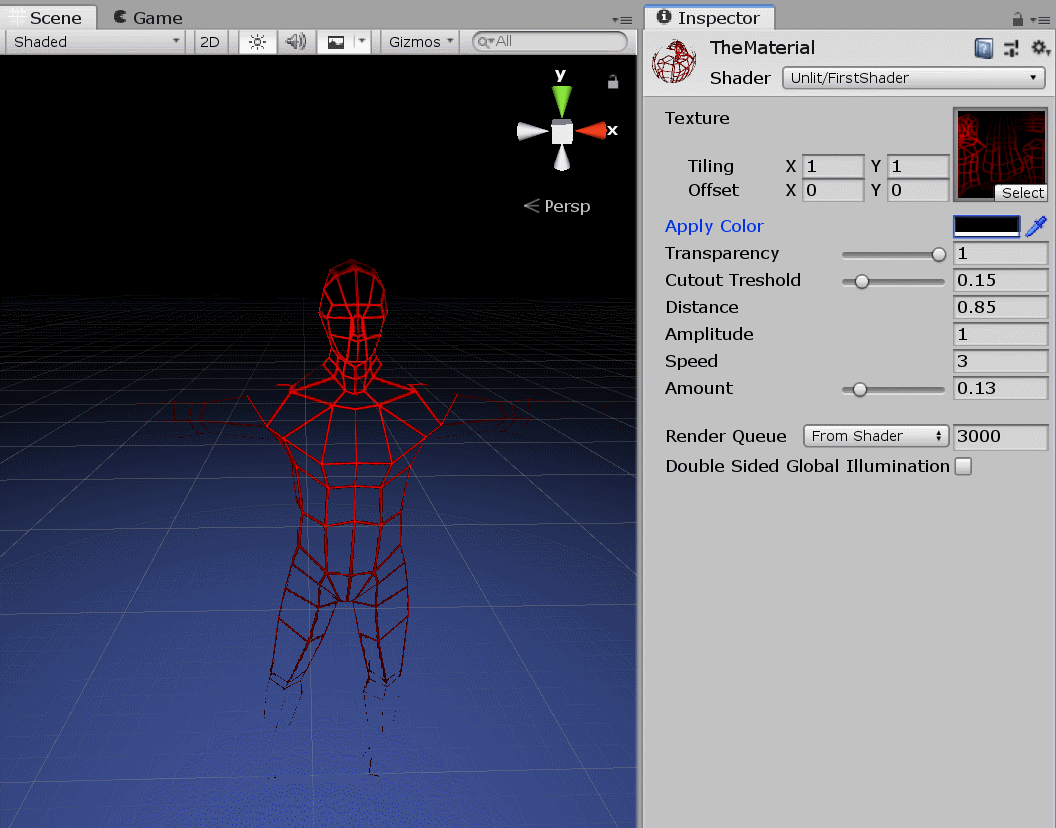 Scene Game
Shaded 2D Gizmos All
y
x
Persp
Inspector
TheMaterial
Shader Unlit/FirstShader
Texture
Tiling X 1 Y 1
Offset X 0 Y 0
Select
Apply Color
Transparency 1
Cutout Treshold 0.15
Distance 0.85
Amplitude 1
Speed 3
Amount 0.13
Render Queue From Shader 3000
Double Sided Global Illumination